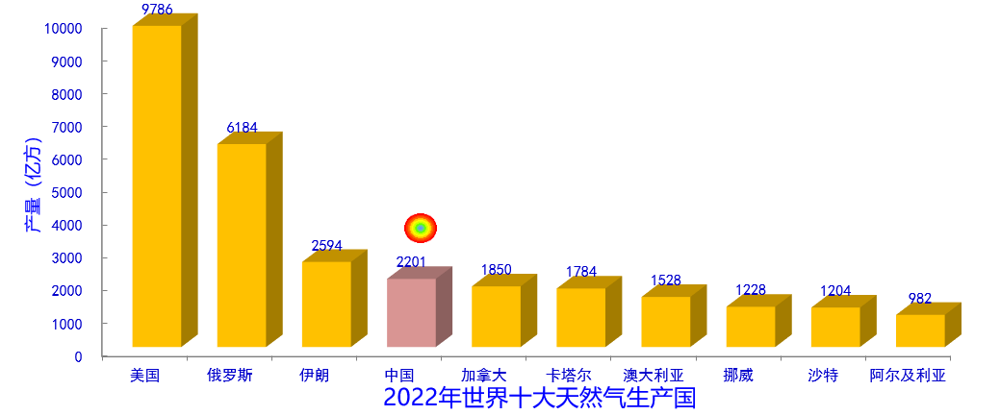 10000
9000
8000
7000
6000
5000
4000
3000
2000
1000
0
产量（亿方）
9786
6184
2594
2201
1850
1784
1528
1228
1204
982
美国
俄罗斯
伊朗
中国
加拿大
卡塔尔
澳大利亚
挪威
沙特
阿尔及利亚
2022年世界十大天然气生产国